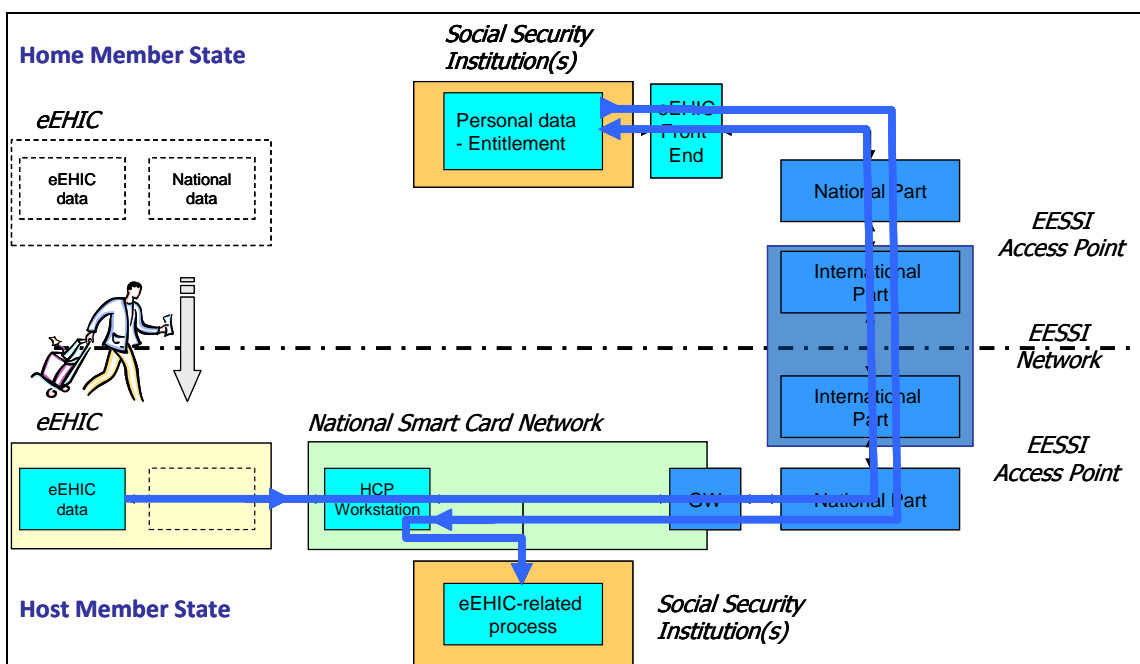 Home Member State
Social Security
Institution(s)
eEHIC
eEHIC
data
National
data
Personal data
- Entitlement
eEHIC
Front
End
National Part
EESSI
Access Point
International
Part
EESSI
Network
International
Part
EESSI
Access Point
National Part
eEHIC
National Smart Card Network
eEHIC
data
HCP
Workstation
GW
Host Member State
eEHIC-related
process
Social Security
Institution(s)